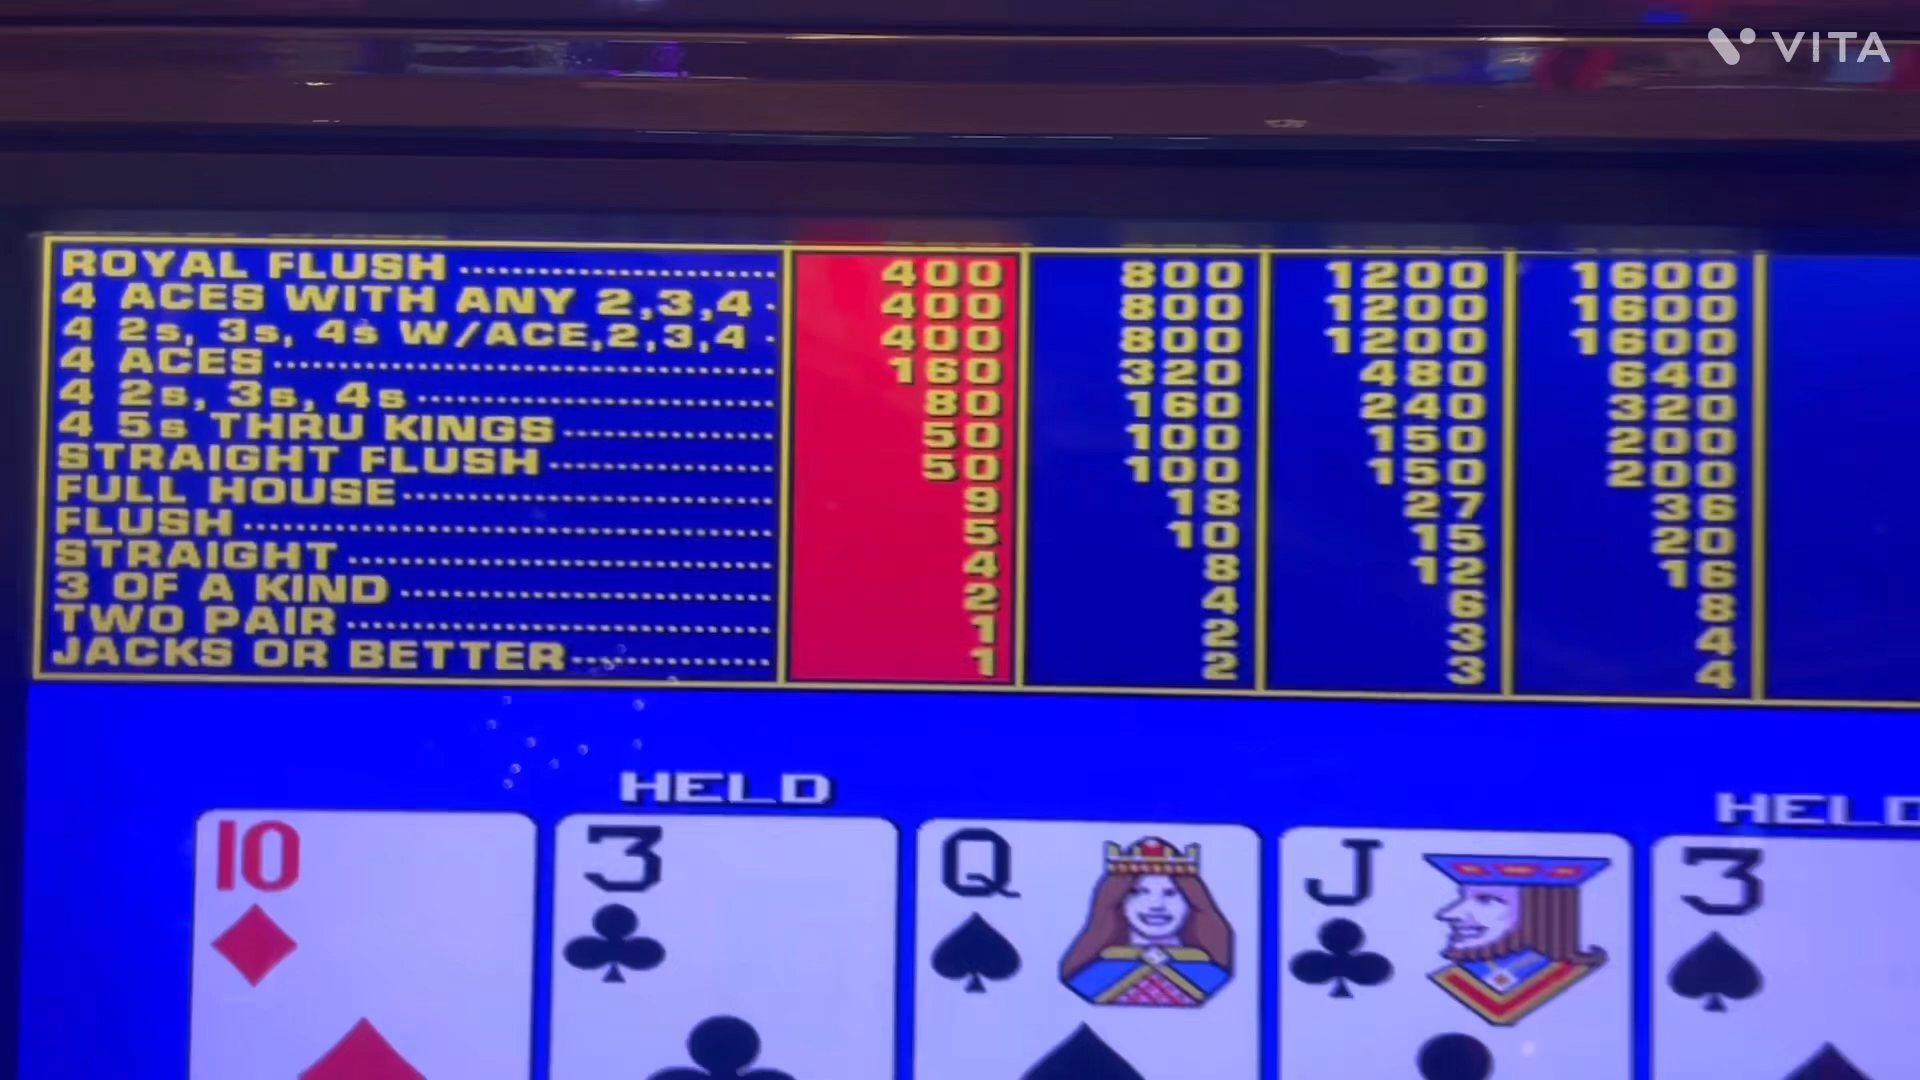 VITA
ROYAL FLUSH 400 800 1200 1600
4 ACES WITH ANY 2,3,4 400 800 1200 1600
4 2s, 3s, 4s W/ACE,2,3,4 400 800 1200 1600
4 ACES 160 320 480 640
4 2s, 3s, 4s 80 160 240 320
4 5s THRU KINGS 50 100 150 200
STRAIGHT FLUSH 50 100 150 200
FULL HOUSE 9 18 27 36
FLUSH 5 10 15 20
STRAIGHT 4 8 12 16
3 OF A KIND 2 4 6 8
TWO PAIR 1 2 3 4
JACKS OR BETTER 1 2 3 4
HELD HELD
10 3 Q J 3